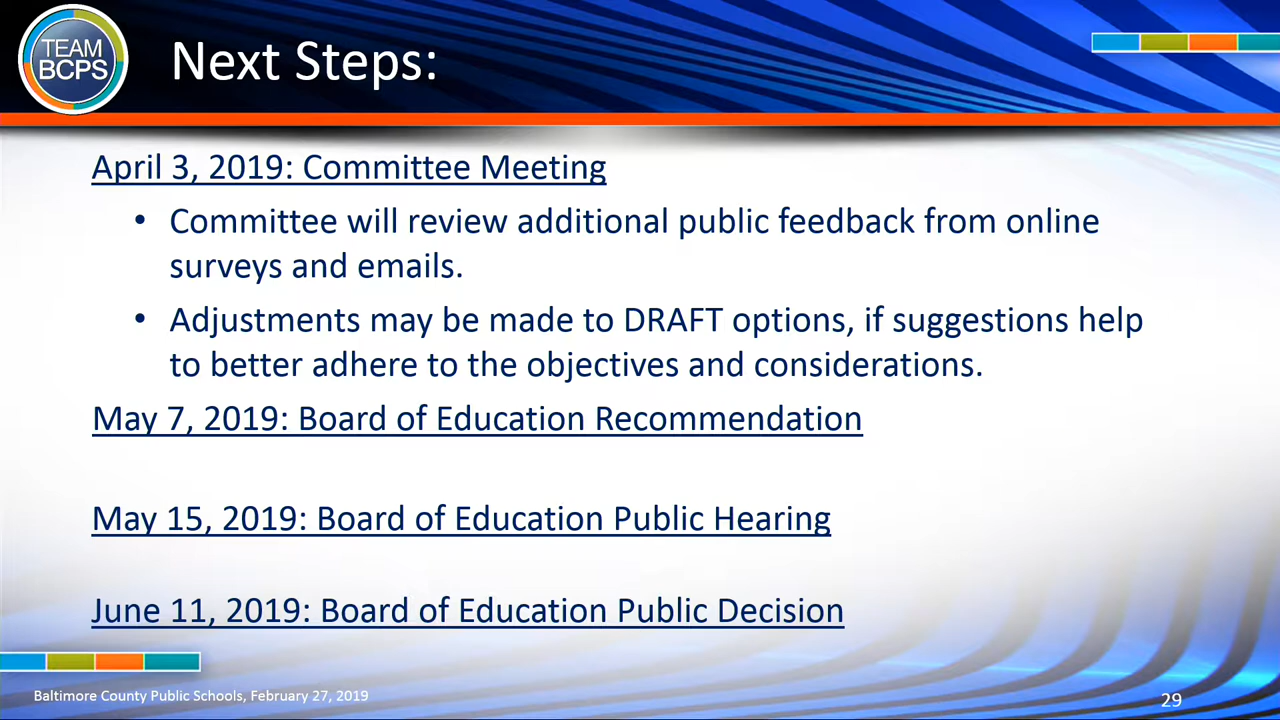 TEAM
BCPS
Next Steps:
April 3, 2019: Committee Meeting
• Committee will review additional public feedback from online
surveys and emails.
• Adjustments may be made to DRAFT options, if suggestions help
to better adhere to the objectives and considerations.
May 7, 2019: Board of Education Recommendation
May 15, 2019: Board of Education Public Hearing
June 11, 2019: Board of Education Public Decision
Baltimore County Public Schools, February 27, 2019
29